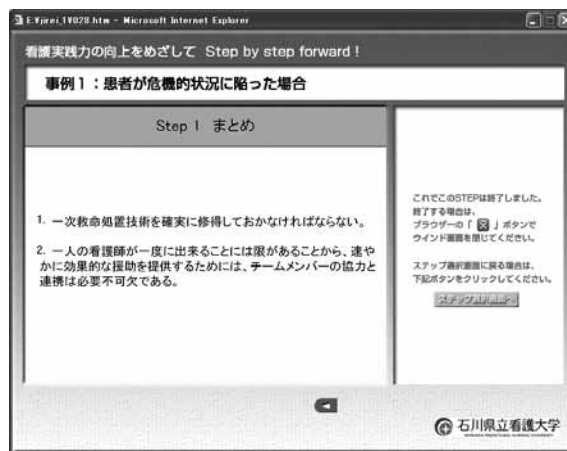 E:¥jirei_1¥028.htm - Microsoft Internet Explorer
看護実践力の向上をめざして Step by step forward！
事例1：患者が危機的状況に陥った場合
Step 1 まとめ
1. 一次救命処置技術を確実に修得しておかなければならない。
2. 一人の看護師が一度に出来ることには限があることから、速や
かに効果的な援助を提供するためには、チームメンバーの協力と
連携は必要不可欠である。
これでこのSTEPは終了しました。
終了する場合は、
ブラウザーの「 」ボタンで
ウインド画面を閉じてください。
ステップ選択画面に戻る場合は、
下記ボタンをクリックしてください。
ステップ選択画面へ
石川県立看護大学